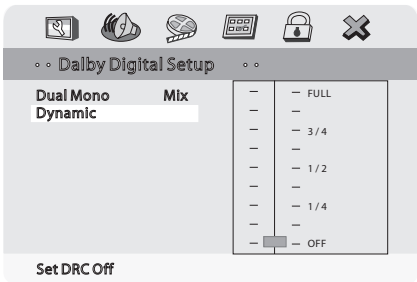 Dalby Digital Setup
Dual Mono Mix
Dynamic
FULL
3 / 4
1 / 2
1 / 4
OFF
Set DRC Off